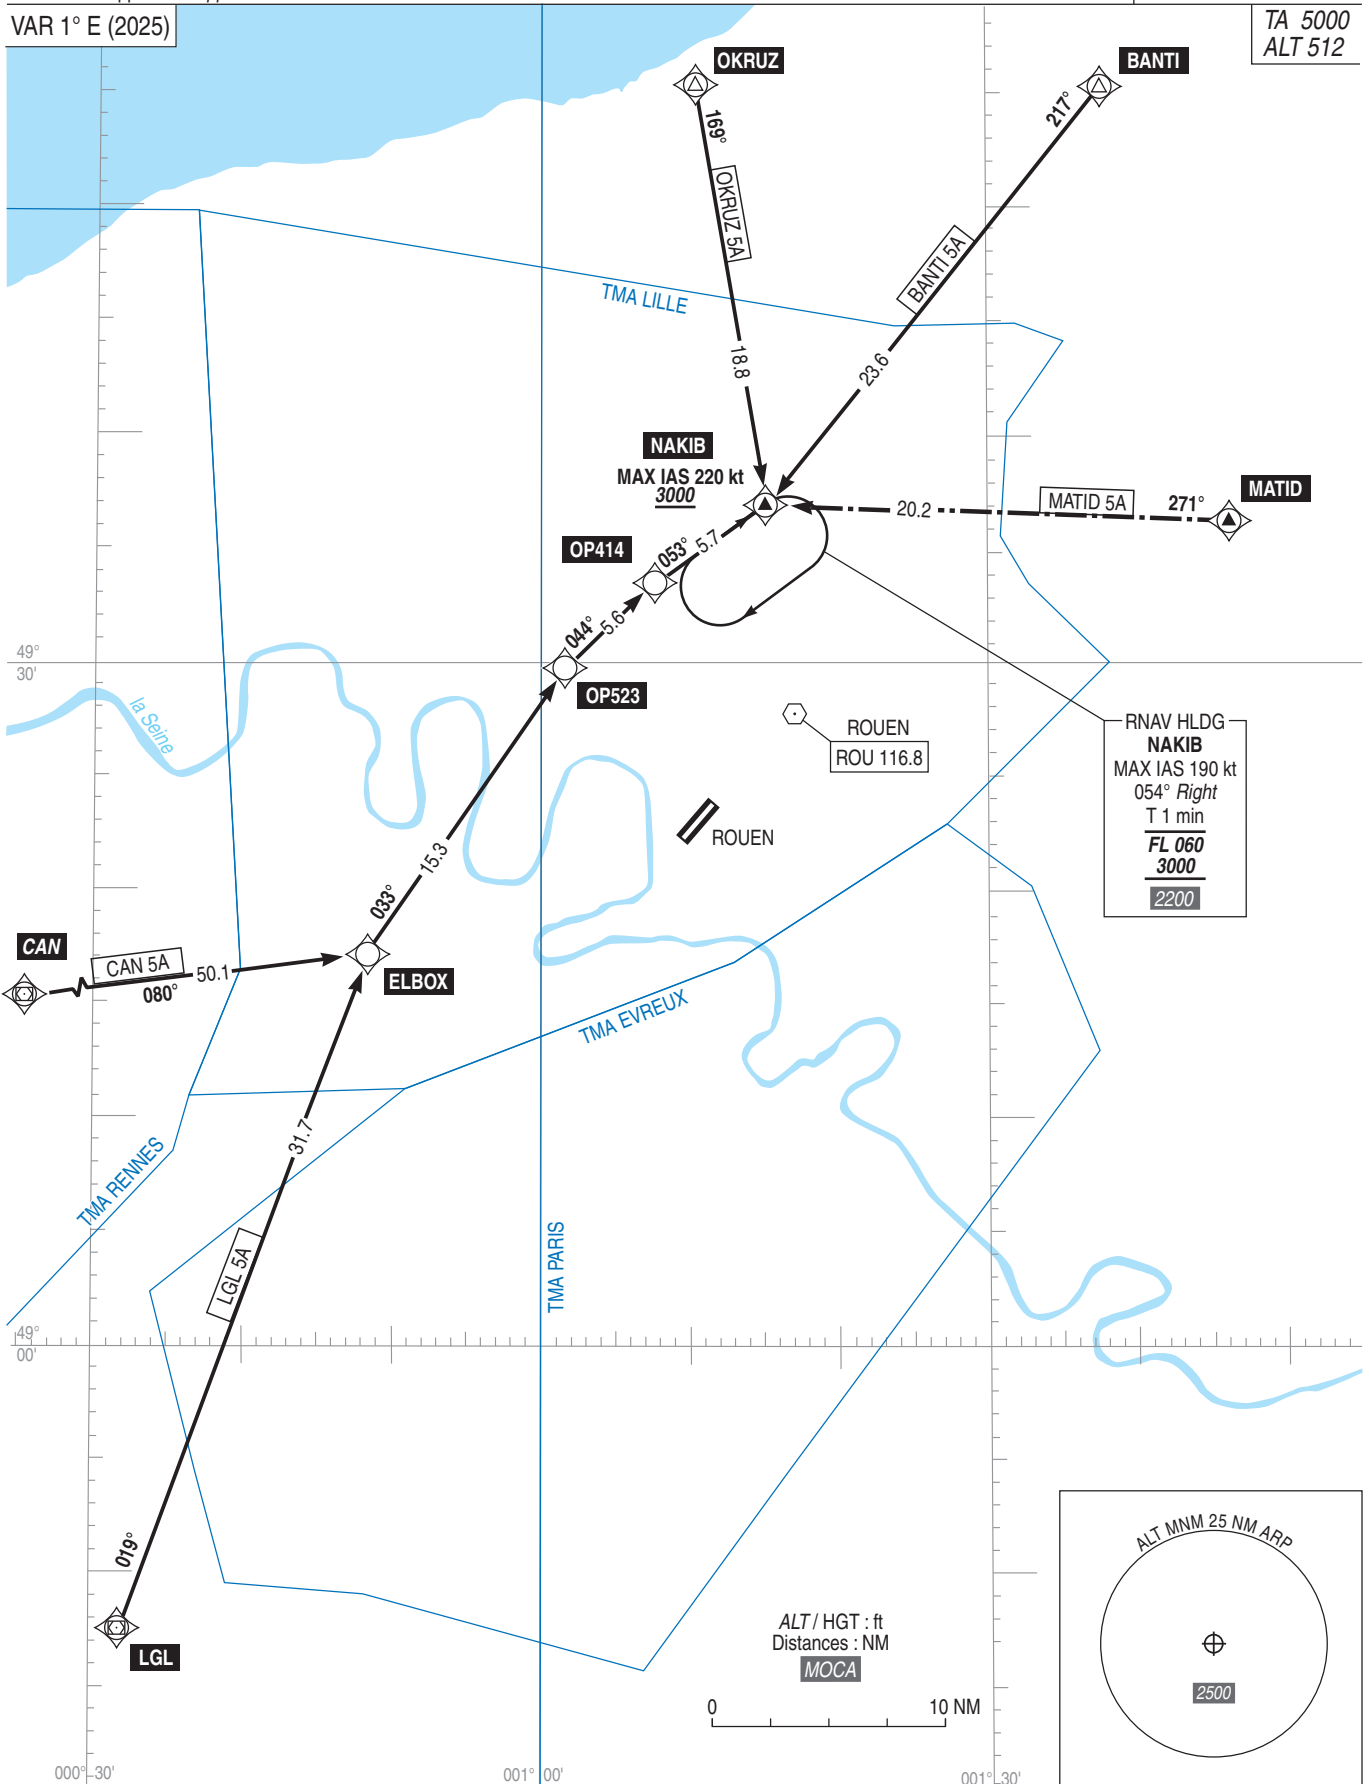 VAR 1° E (2025)
TA 5000
ALT 512
OKRUZ
BANTI
169°
217°
OKRUZ 5A
BANTI 5A
TMA LILLE
18.8
23.6
NAKIB
MAX IAS 220 kt
3000
MATID
MATID 5A
271°
20.2
OP414
053°
5.7
044°
5.6
49°
30'
OP523
la Seine
ROUEN
ROU 116.8
RNAV HLDG
NAKIB
MAX IAS 190 kt
054° Right
T 1 min
FL 060
3000
2200
ROUEN
15.3
033°
CAN
CAN 5A
50.1
080°
ELBOX
TMA EVREUX
31.7
TMA RENNES
LGL 5A
TMA PARIS
49°
00'
019°
LGL
ALT / HGT : ft
Distances : NM
MOCA
0
10 NM
ALT MNM 25 NM ARP
2500
000° 30'
001° 00'
001° 30'